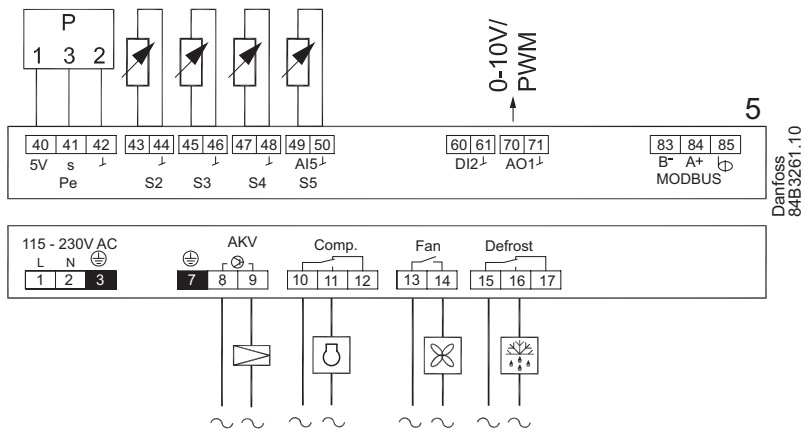 P
1 3 2
0-10V/
PWM
5
40 41 42 43 44 45 46 47 48 49 50 60 61 70 71 83 84 85
5V s AI5 DI2 AO1 B- A+
Pe S2 S3 S4 S5 MODBUS
Danfoss
84B3261.10
115 - 230V AC AKV Comp. Fan Defrost
L N
1 2 3 7 8 9 10 11 12 13 14 15 16 17